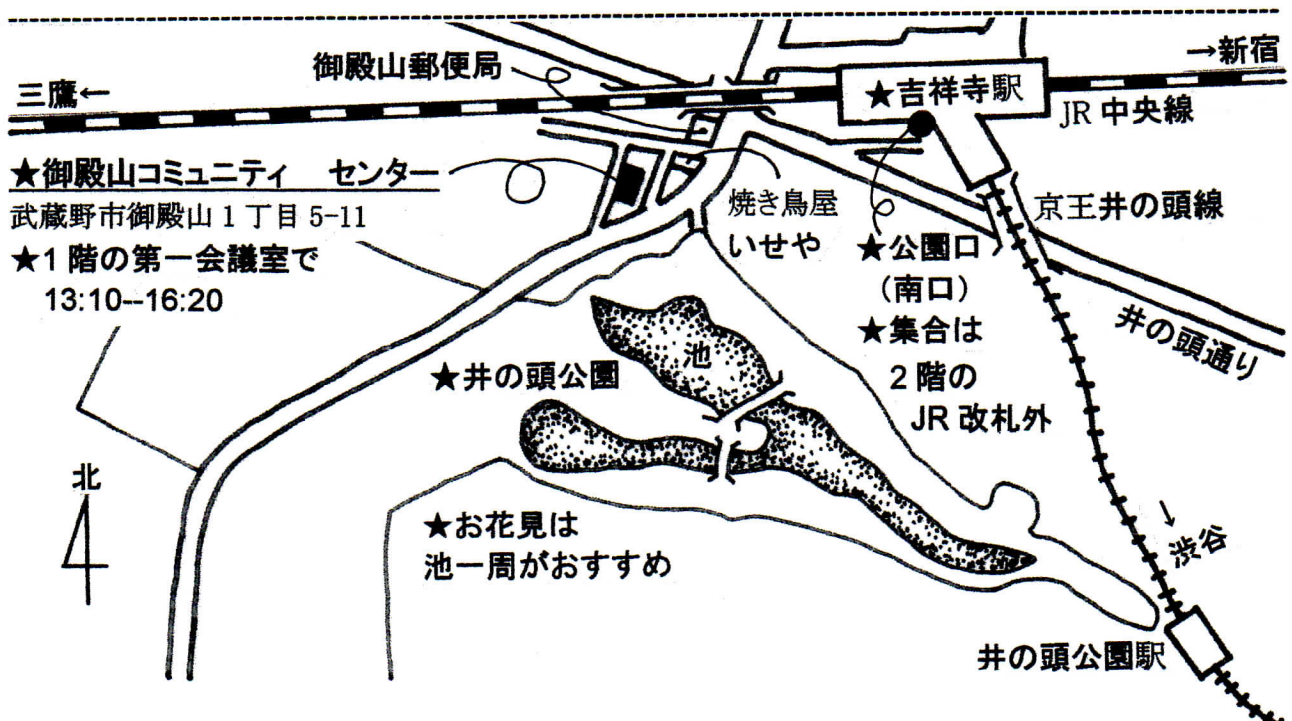 御殿山郵便局
→新宿
三鷹←
★吉祥寺駅
JR 中央線
★御殿山コミュニティ センター
武蔵野市御殿山 1 丁目 5-11
★1 階の第一会議室で
13:10--16:20
焼き鳥屋
いせや
★公園口
(南口)
★集合は
2 階の
JR 改札外
京王井の頭線
井の頭通り
池
★井の頭公園
北
★お花見は
池一周がおすすめ
→渋谷
井の頭公園駅